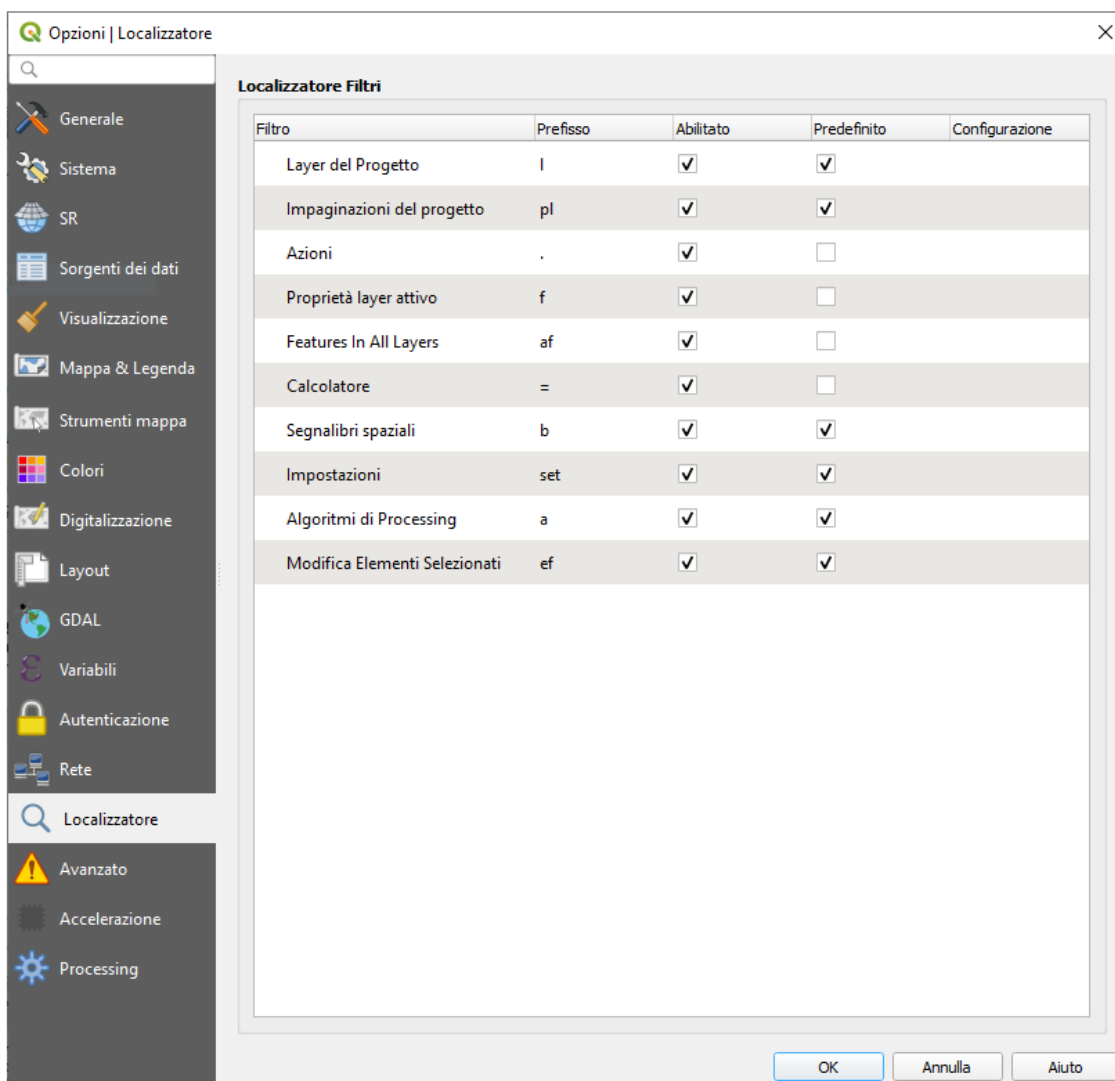 Opzioni | Localizzatore
Generale
Sistema
SR
Sorgenti dei dati
Visualizzazione
Mappa & Legenda
Strumenti mappa
Colori
Digitalizzazione
Layout
GDAL
Variabili
Autenticazione
Rete
Localizzatore
Avanzato
Accelerazione
Processing
Localizzatore Filtri
Filtro Prefisso Abilitato Predefinito Configurazione
Layer del Progetto l
Impaginazioni del progetto pl
Azioni .
Proprietà layer attivo f
Features In All Layers af
Calcolatore =
Segnalibri spaziali b
Impostazioni set
Algoritmi di Processing a
Modifica Elementi Selezionati ef
OK Annulla Aiuto